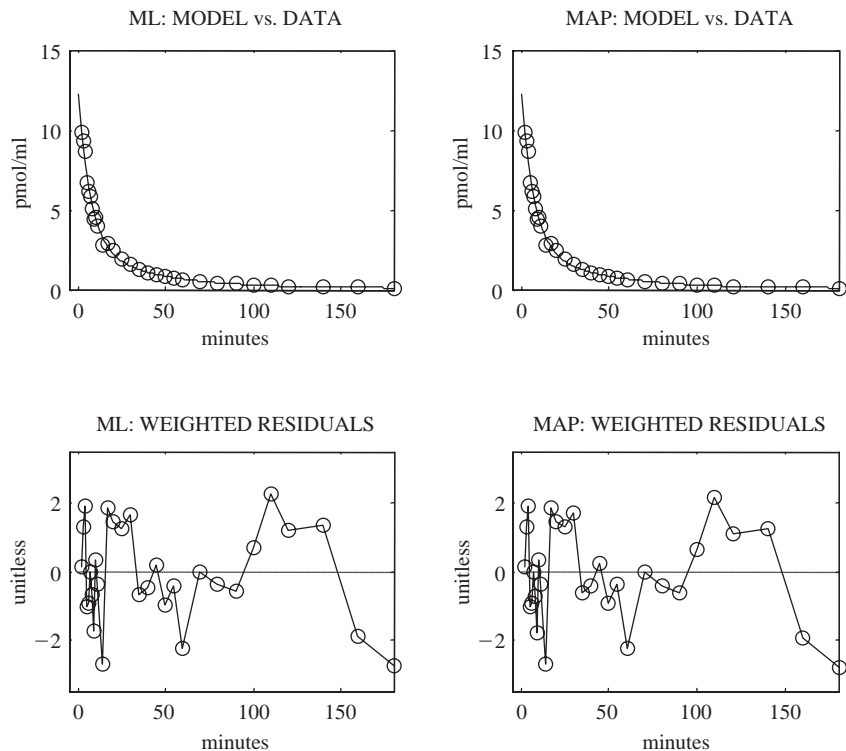 ML: MODEL vs. DATA
15
10
5
0
pmol/ml
0
50
100
150
minutes
MAP: MODEL vs. DATA
15
10
5
0
pmol/ml
0
50
100
150
minutes
ML: WEIGHTED RESIDUALS
2
0
−2
unitless
0
50
100
150
minutes
MAP: WEIGHTED RESIDUALS
2
0
−2
unitless
0
50
100
150
minutes